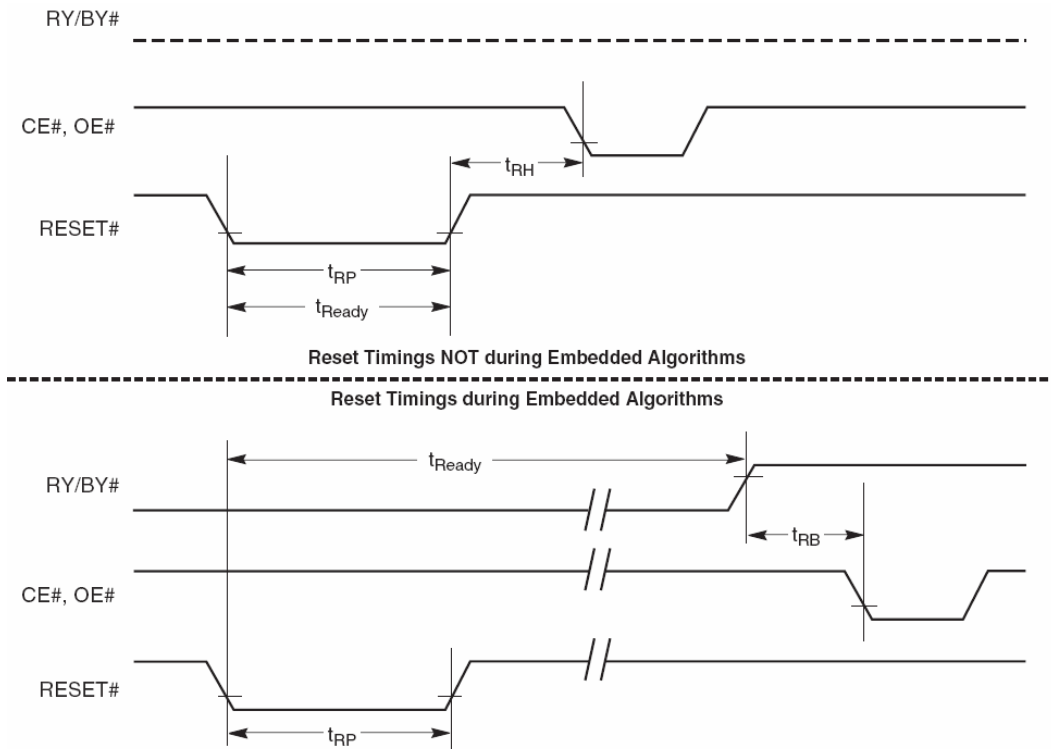 RY/BY#
CE#, OE#
tRH
RESET#
tRP
tReady
Reset Timings NOT during Embedded Algorithms
Reset Timings during Embedded Algorithms
tReady
RY/BY#
tRB
CE#, OE#
RESET#
tRP